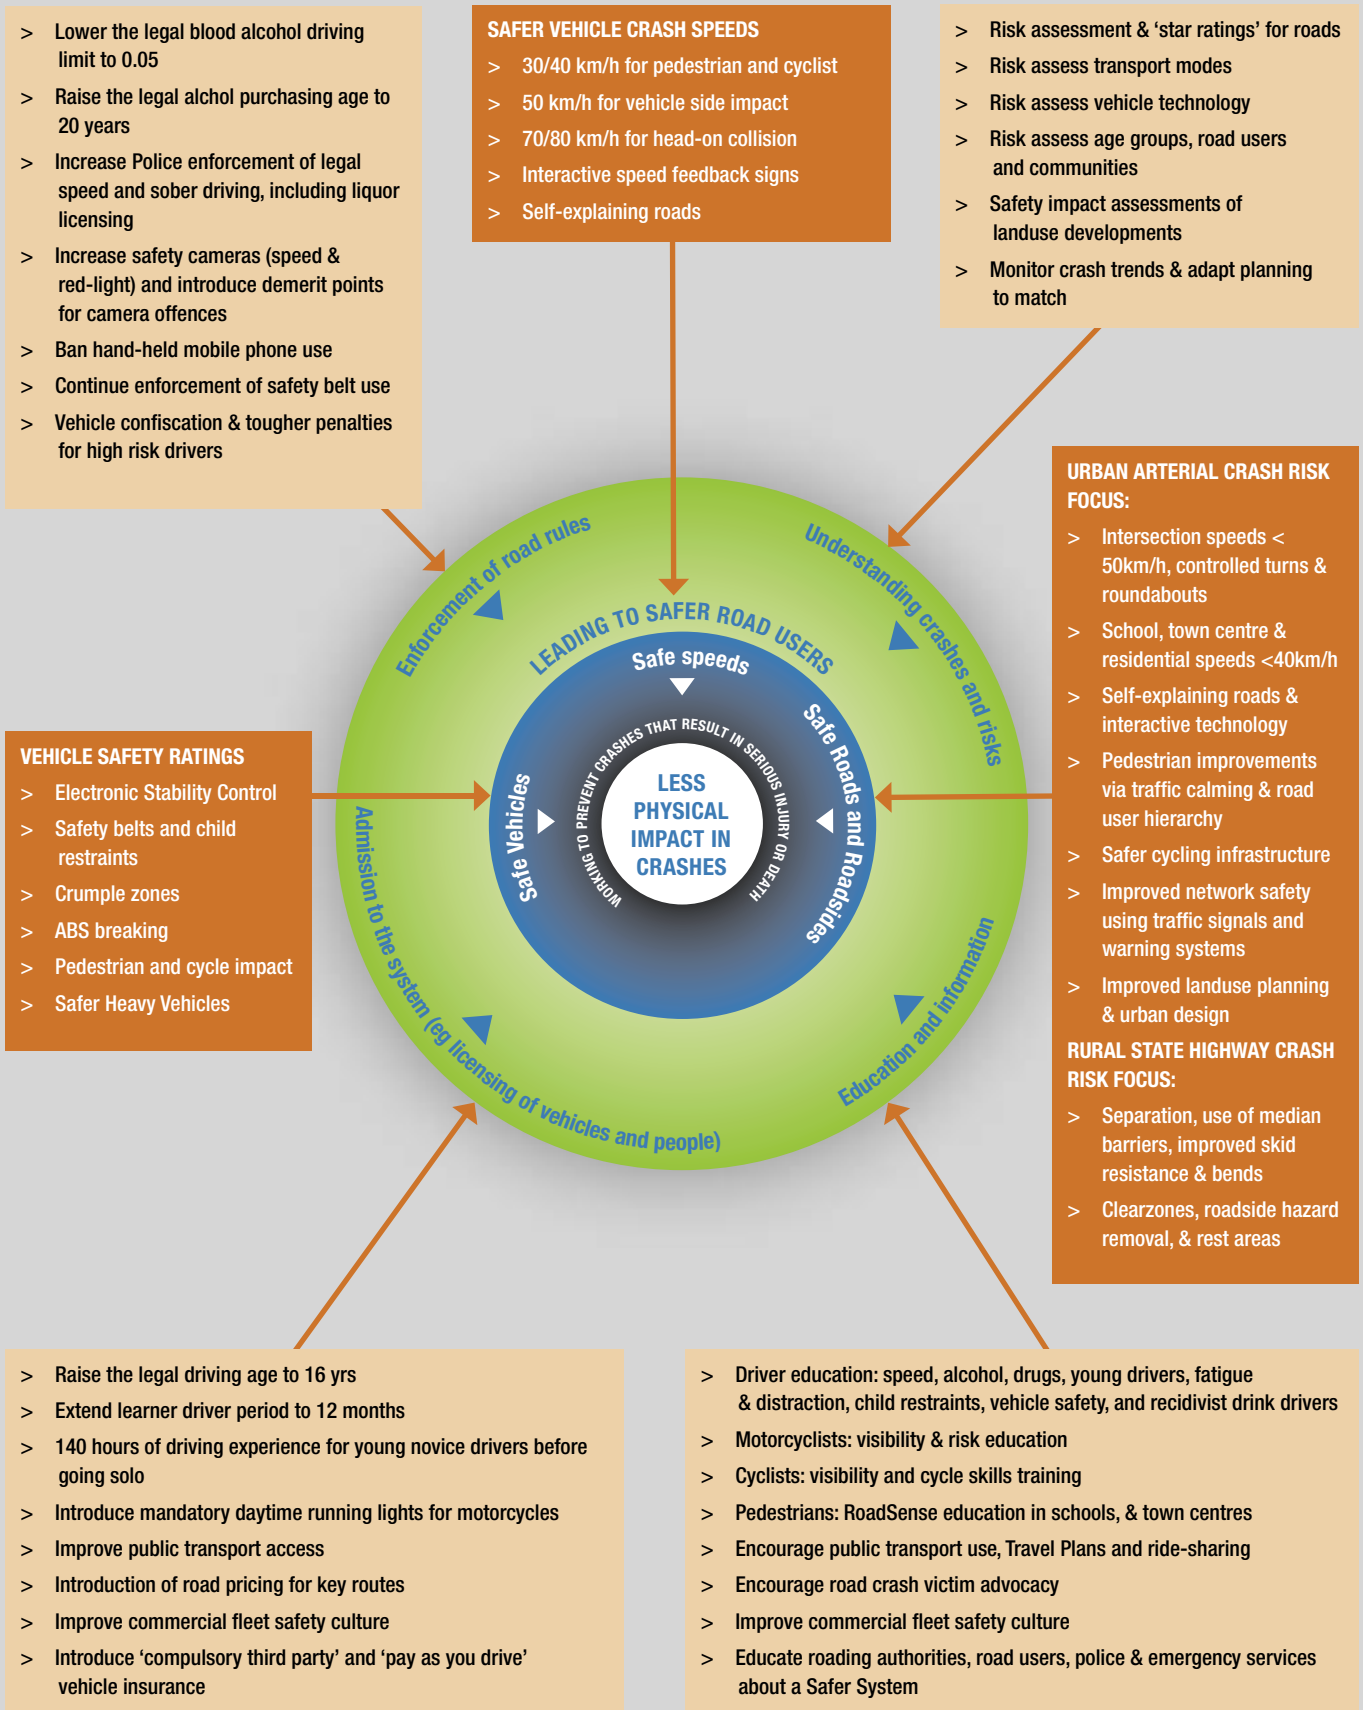 > Lower the legal blood alcohol driving
limit to 0.05
> Raise the legal alchol purchasing age to
20 years
> Increase Police enforcement of legal
speed and sober driving, including liquor
licensing
> Increase safety cameras (speed &
red-light) and introduce demerit points
for camera offences
> Ban hand-held mobile phone use
> Continue enforcement of safety belt use
> Vehicle confiscation & tougher penalties
for high risk drivers
SAFER VEHICLE CRASH SPEEDS
> 30/40 km/h for pedestrian and cyclist
> 50 km/h for vehicle side impact
> 70/80 km/h for head-on collision
> Interactive speed feedback signs
> Self-explaining roads
> Risk assessment & ‘star ratings’ for roads
> Risk assess transport modes
> Risk assess vehicle technology
> Risk assess age groups, road users
and communities
> Safety impact assessments of
landuse developments
> Monitor crash trends & adapt planning
to match
Enforcement of road rules
Understanding crashes and risks
LEADING TO SAFER ROAD USERS
Safe speeds
Safe Vehicles
Safe Roads and Roadsides
WORKING TO PREVENT CRASHES THAT RESULT IN SERIOUS INJURY OR DEATH
LESS
PHYSICAL
IMPACT IN
CRASHES
Admission to the system (eg licensing of vehicles and people)
Education and information
VEHICLE SAFETY RATINGS
> Electronic Stability Control
> Safety belts and child
restraints
> Crumple zones
> ABS breaking
> Pedestrian and cycle impact
> Safer Heavy Vehicles
URBAN ARTERIAL CRASH RISK
FOCUS:
> Intersection speeds <
50km/h, controlled turns &
roundabouts
> School, town centre &
residential speeds <40km/h
> Self-explaining roads &
interactive technology
> Pedestrian improvements
via traffic calming & road
user hierarchy
> Safer cycling infrastructure
> Improved network safety
using traffic signals and
warning systems
> Improved landuse planning
& urban design
RURAL STATE HIGHWAY CRASH
RISK FOCUS:
> Separation, use of median
barriers, improved skid
resistance & bends
> Clearzones, roadside hazard
removal, & rest areas
> Raise the legal driving age to 16 yrs
> Extend learner driver period to 12 months
> 140 hours of driving experience for young novice drivers before
going solo
> Introduce mandatory daytime running lights for motorcycles
> Improve public transport access
> Introduction of road pricing for key routes
> Improve commercial fleet safety culture
> Introduce ‘compulsory third party’ and ‘pay as you drive’
vehicle insurance
> Driver education: speed, alcohol, drugs, young drivers, fatigue
& distraction, child restraints, vehicle safety, and recidivist drink drivers
> Motorcyclists: visibility & risk education
> Cyclists: visibility and cycle skills training
> Pedestrians: RoadSense education in schools, & town centres
> Encourage public transport use, Travel Plans and ride-sharing
> Encourage road crash victim advocacy
> Improve commercial fleet safety culture
> Educate roading authorities, road users, police & emergency services
about a Safer System